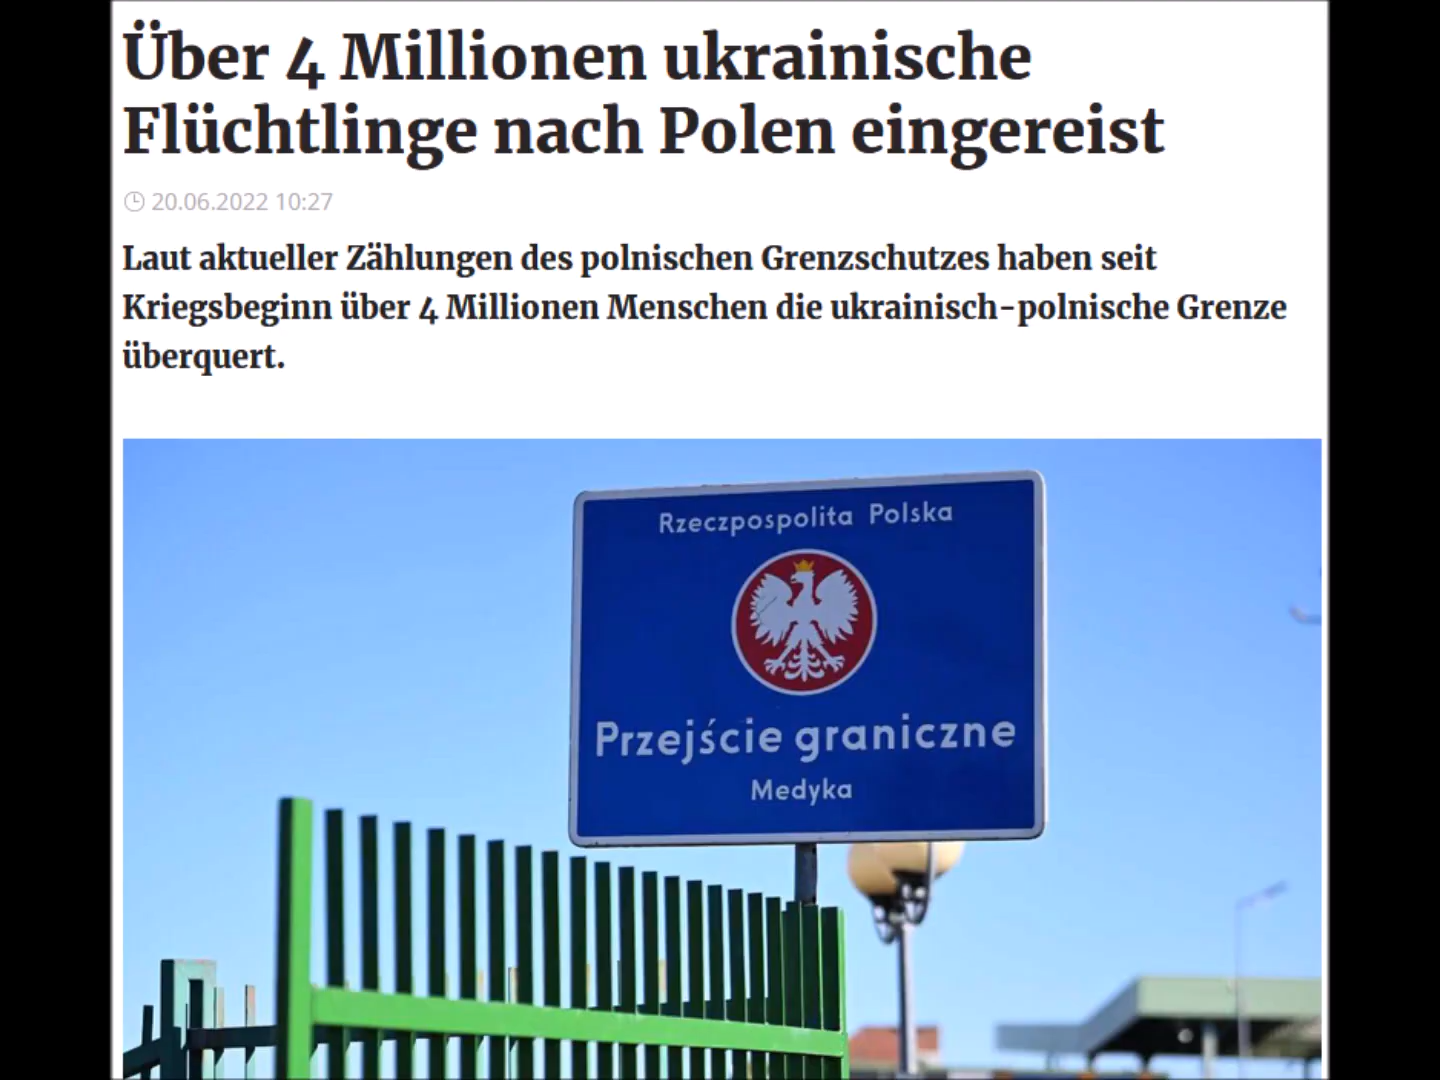 Über 4 Millionen ukrainische
Flüchtlinge nach Polen eingereist
20.06.2022 10:27
Laut aktueller Zählungen des polnischen Grenzschutzes haben seit
Kriegsbeginn über 4 Millionen Menschen die ukrainisch-polnische Grenze
überquert.
Rzeczpospolita Polska
Przejście graniczne
Medyka